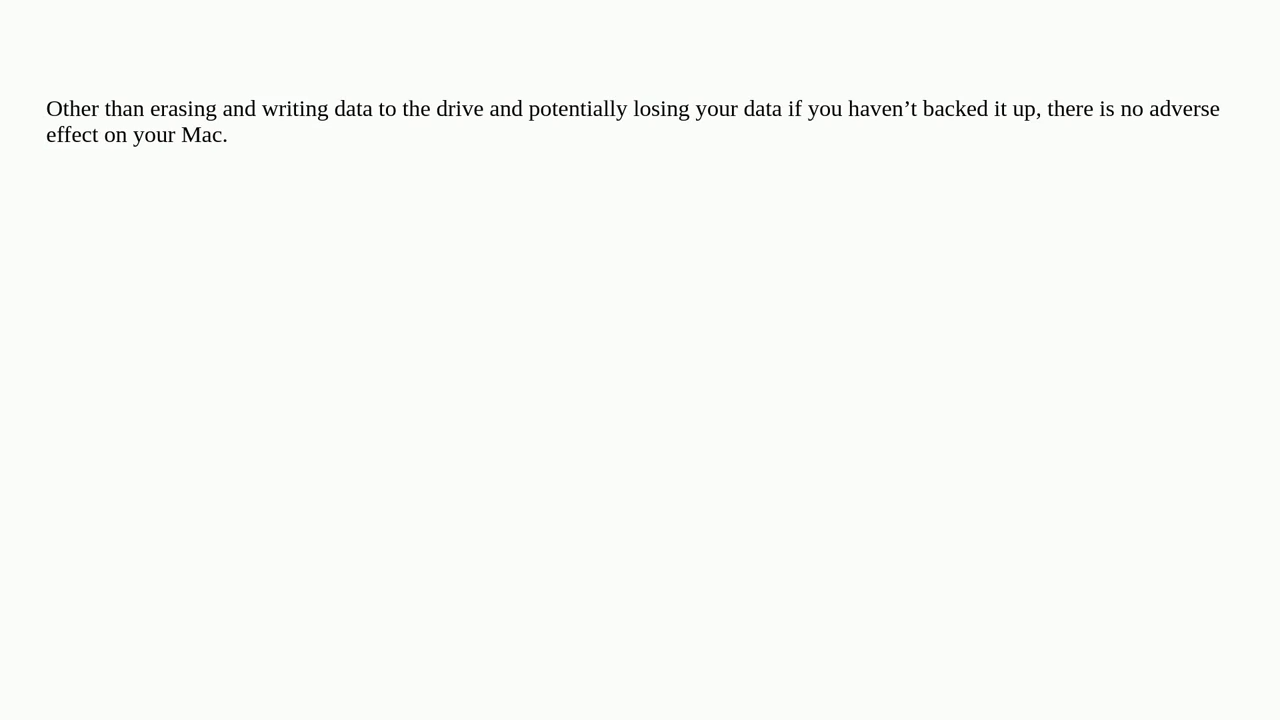 Other than erasing and writing data to the drive and potentially losing your data if you haven’t backed it up, there is no adverse
effect on your Mac.